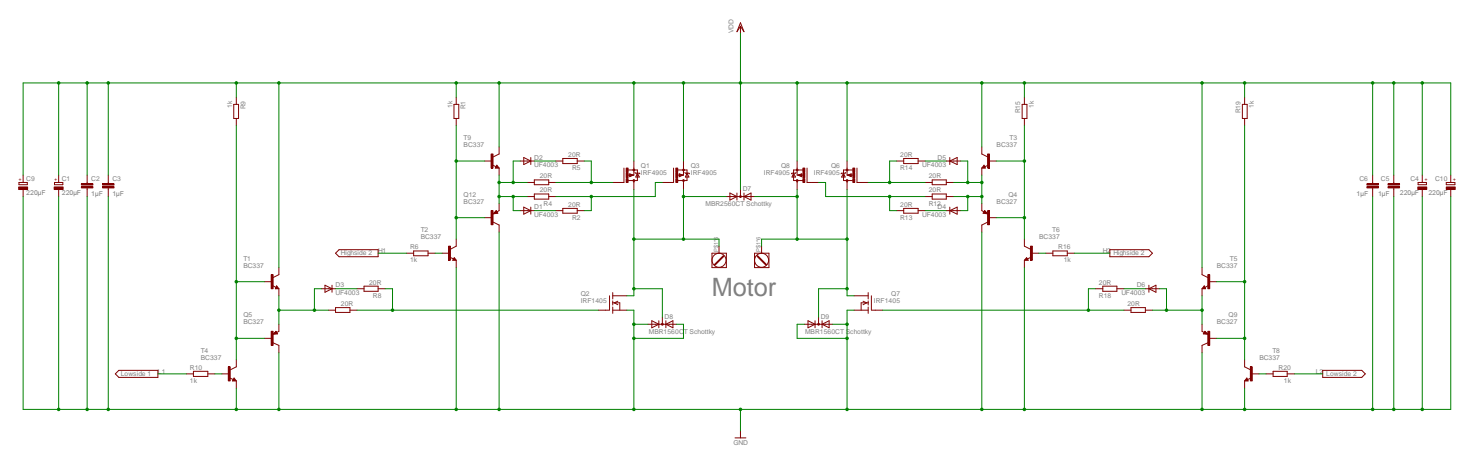 VDD
1k
R9
1k
R1
R15
1k
R19
1k
T9
BC337
D2
UF4003
20R
R5
Q1
IRF4905
Q3
IRF4905
Q8
IRF4905
Q6
IRF4905
20R
R14
D5
UF4003
T3
BC337
C9
220µF
C1
220µF
C2
1µF
C3
1µF
20R
20R
R4
D7
MBR2560CT Schottky
20R
20R
R12
C6
1µF
C5
1µF
C4
220µF
C10
220µF
Q12
BC327
D1
UF4003
20R
R2
20R
R13
D4
UF4003
Q4
BC327
T2
BC337
Highside 2
H1
R6
1k
T6
BC337
R16
1k
Highside 2
T1
BC337
D3
UF4003
20R
R8
20R
Motor
20R
R18
D6
UF4003
20R
T5
BC337
Q2
IRF1405
Q7
IRF1405
Q5
BC327
D8
MBR1560CT Schottky
D9
MBR1560CT Schottky
Q9
BC327
T4
BC337
Lowside 1
R10
1k
T8
BC337
R20
1k
Lowside 2
GND